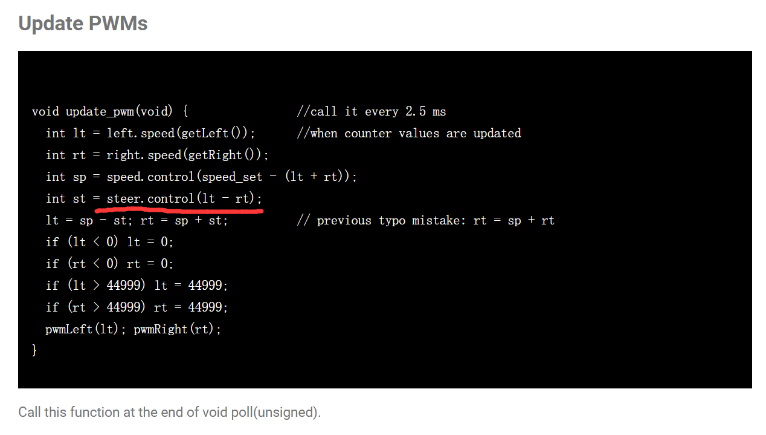 Update PWMs
void update_pwm(void) { //call it every 2.5 ms
int lt = left.speed(getLeft()); //when counter values are updated
int rt = right.speed(getRight());
int sp = speed.control(speed_set - (lt + rt));
int st = steer.control(lt - rt);
lt = sp - st; rt = sp + st; // previous typo mistake: rt = sp + rt
if (lt < 0) lt = 0;
if (rt < 0) rt = 0;
if (lt > 44999) lt = 44999;
if (rt > 44999) rt = 44999;
pwmLeft(lt); pwmRight(rt);
}
Call this function at the end of void poll(unsigned).